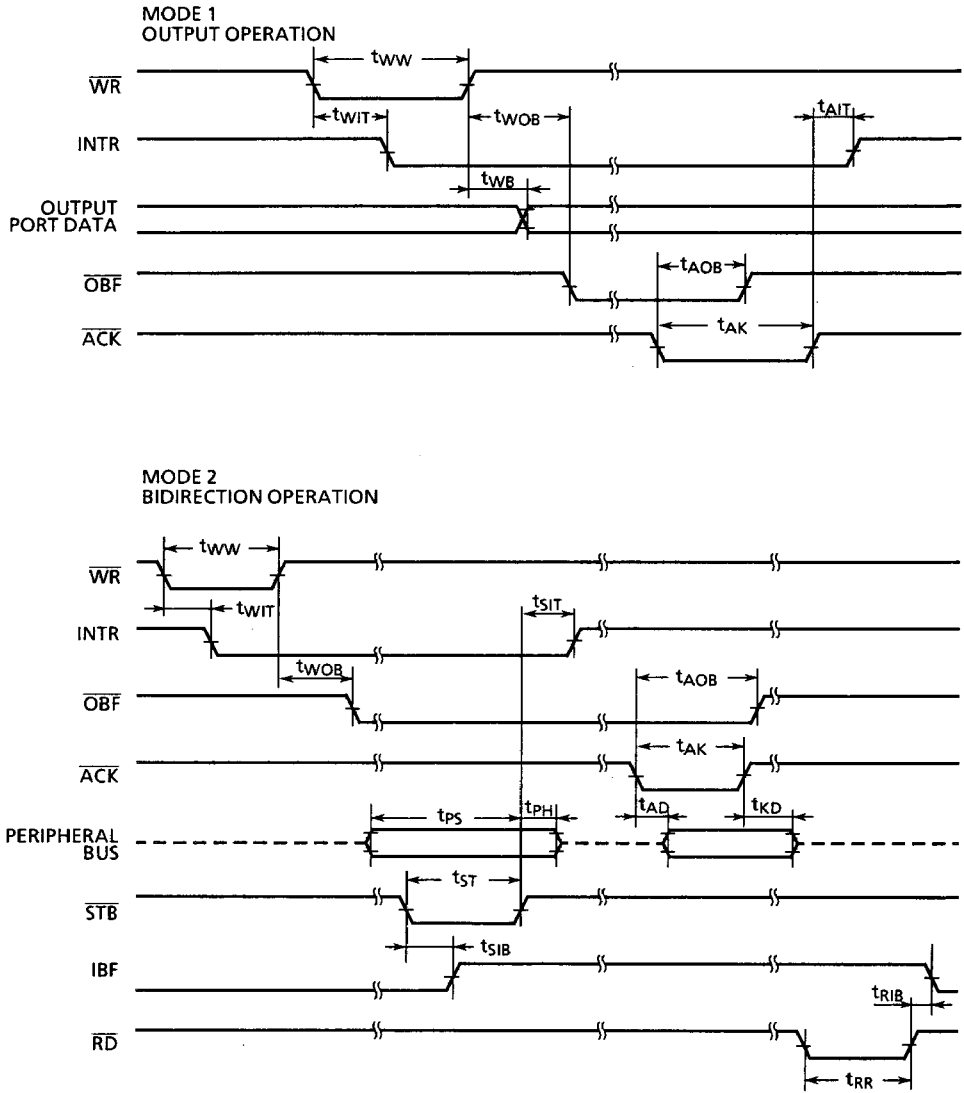 MODE 1
OUTPUT OPERATION
tWW
WR
tWIT
tWOB
tAIT
INTR
tWB
OUTPUT
PORT DATA
tAOB
OBF
tAK
ACK
MODE 2
BIDIRECTION OPERATION
tWW
WR
tWIT
tSIT
INTR
tWOB
tAOB
OBF
tAK
ACK
tPS
tPH
tAD
tKD
PERIPHERAL
BUS
tST
STB
tSIB
IBF
tRIB
RD
tRR